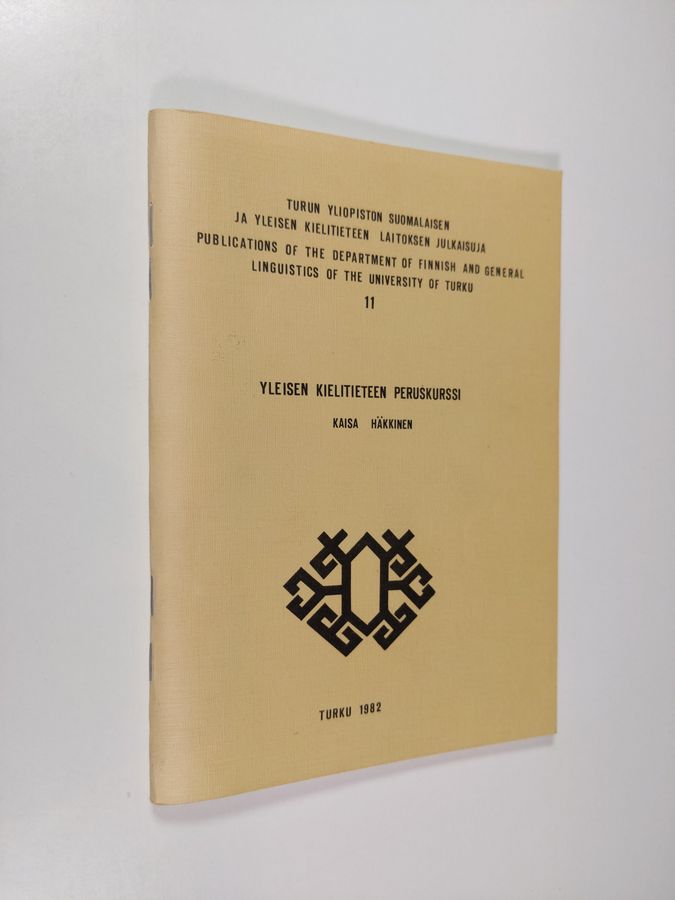 TURUN YLIOPISTON SUOMALAISEN
JA YLEISEN KIELITIETEEN LAITOKSEN JULKAISUJA
PUBLICATIONS OF THE DEPARTMENT OF FINNISH AND GENERAL
LINGUISTICS OF THE UNIVERSITY OF TURKU
11
YLEISEN KIELITIETEEN PERUSKURSSI
KAISA HÄKKINEN
TURKU 1982